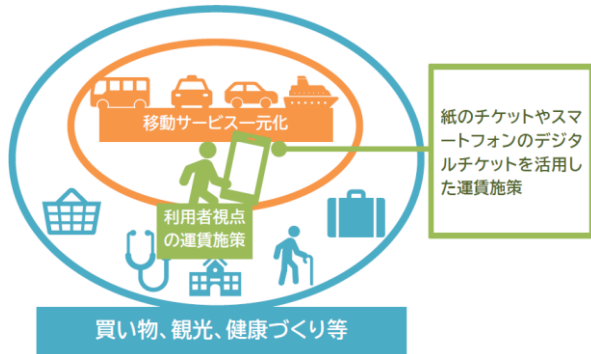 移動サービス一元化
紙のチケットやスマ
ートフォンのデジタ
ルチケットを活用し
た運賃施策
利用者視点
の運賃施策
買い物、観光、健康づくり等